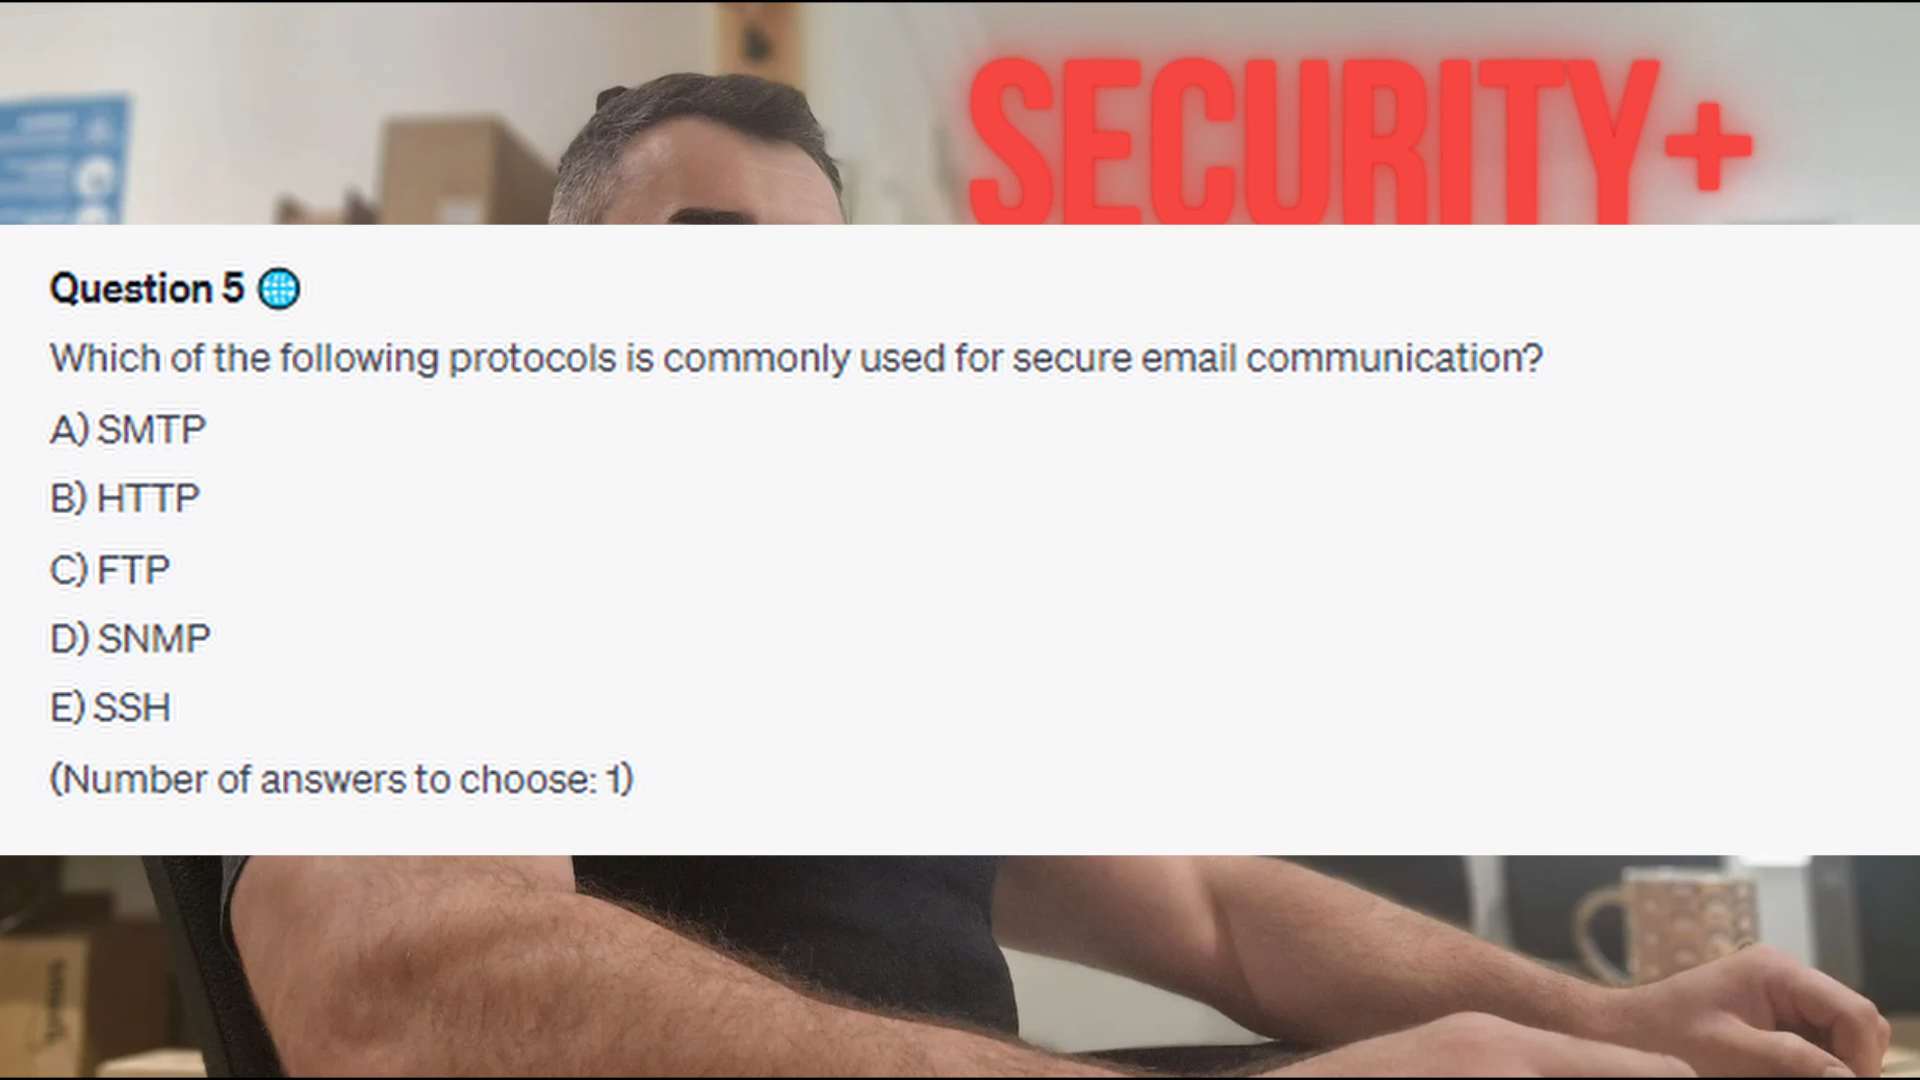 SECURITY+
Question 5
Which of the following protocols is commonly used for secure email communication?
A) SMTP
B) HTTP
C) FTP
D) SNMP
E) SSH
(Number of answers to choose: 1)